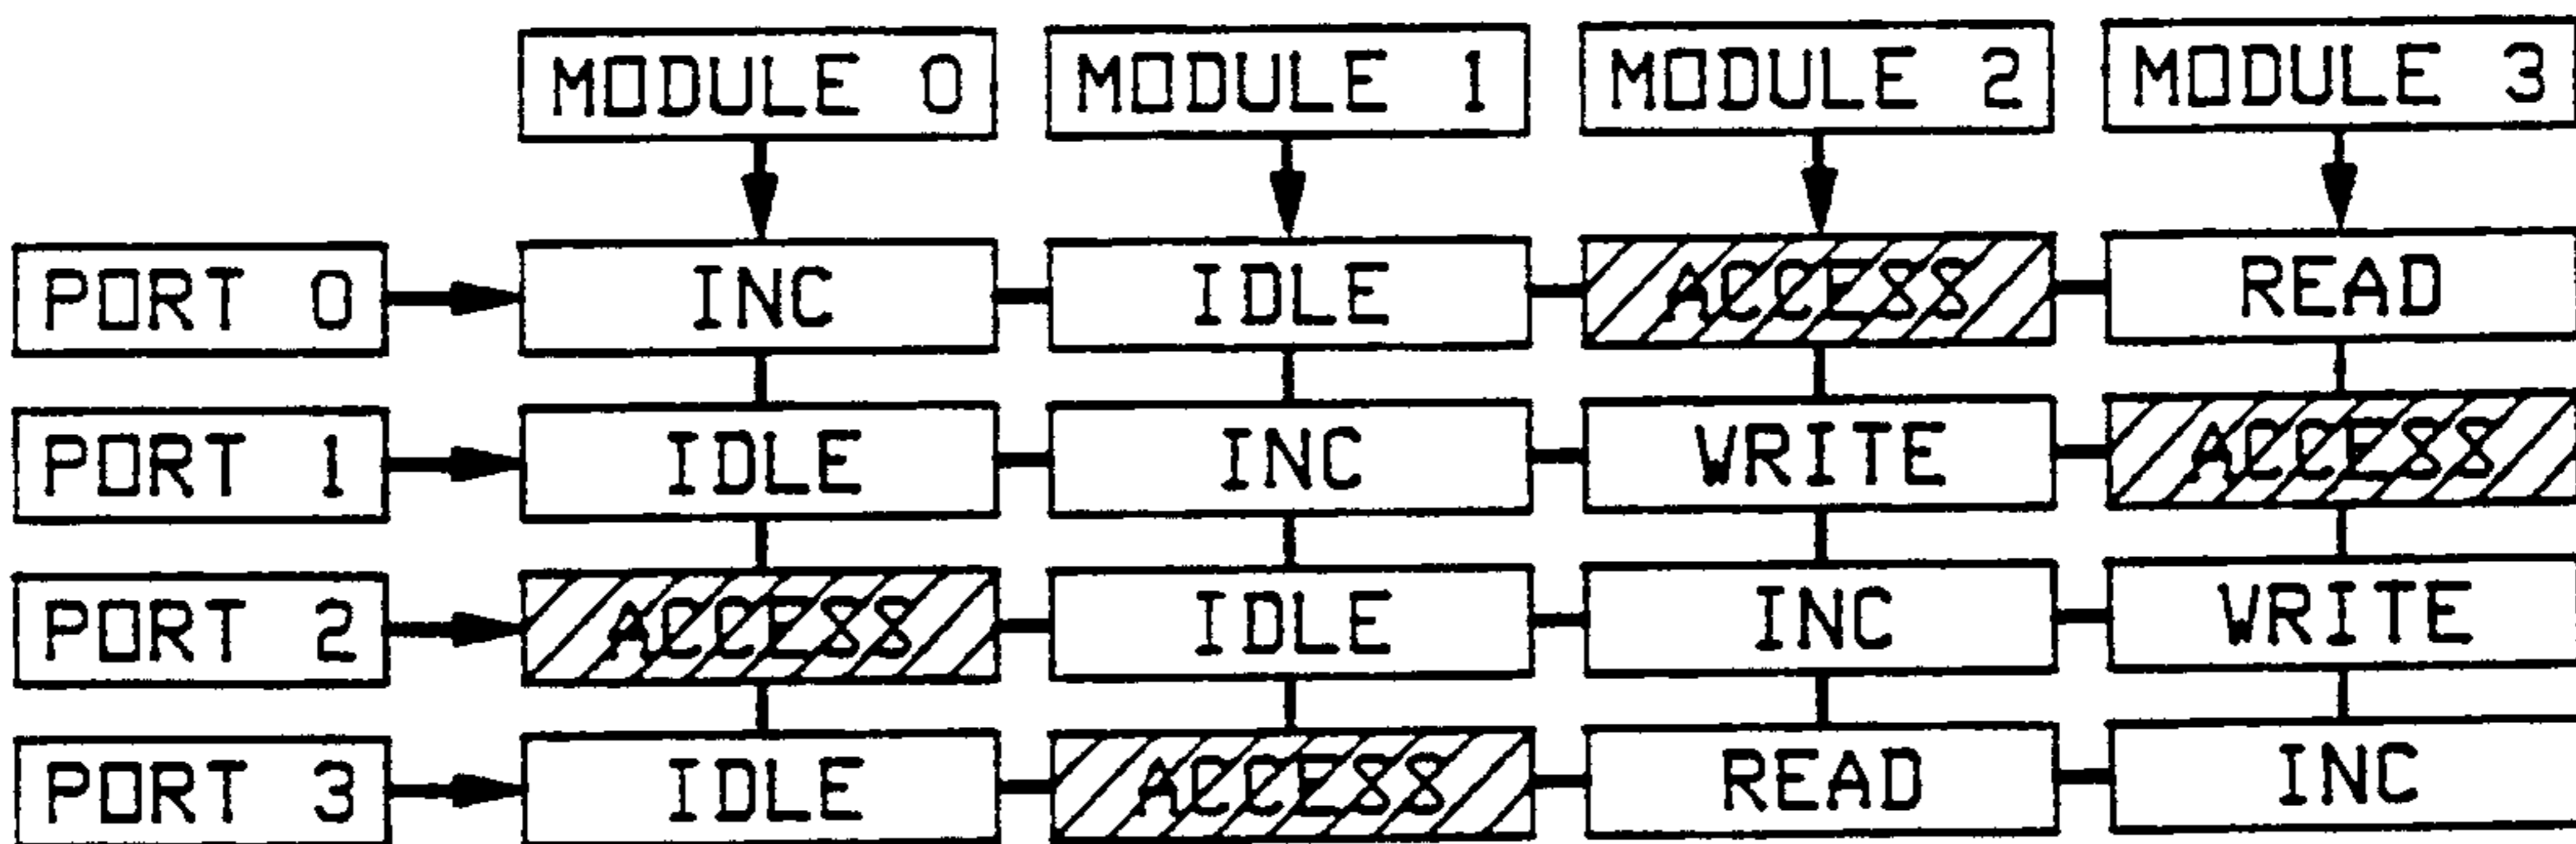 MODULE 0 MODULE 1 MODULE 2 MODULE 3
PORT 0 INC IDLE ACCESS READ
PORT 1 IDLE INC WRITE ACCESS
PORT 2 ACCESS IDLE INC WRITE
PORT 3 IDLE ACCESS READ INC